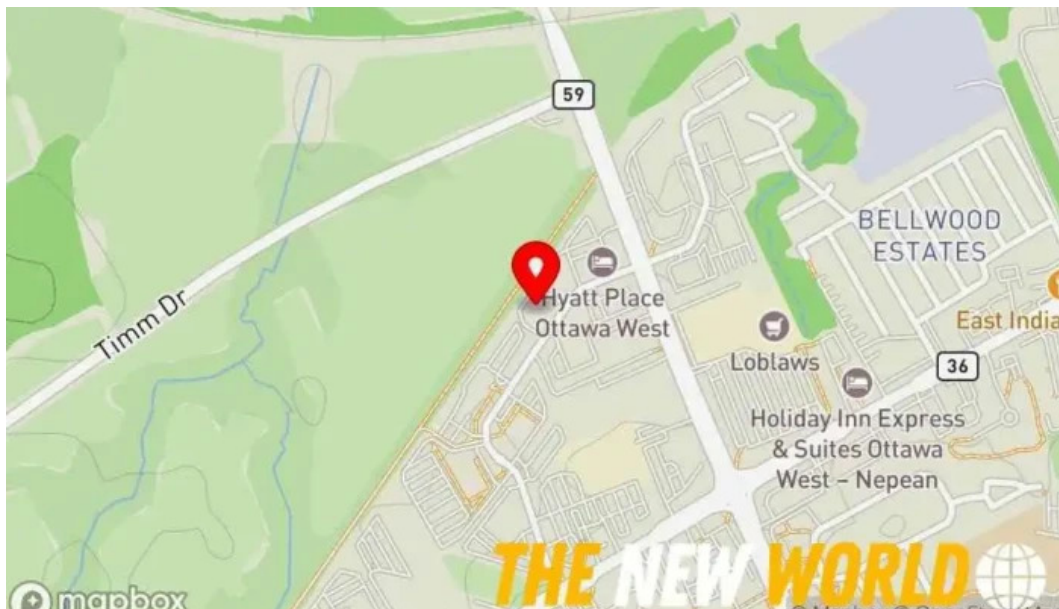 59
Timm Dr
Hyatt Place
Ottawa West
BELLWOOD
ESTATES
East India
Loblaws
36
Holiday Inn Express
& Suites Ottawa
West – Nepean
THE NEW WORLD
mapbox